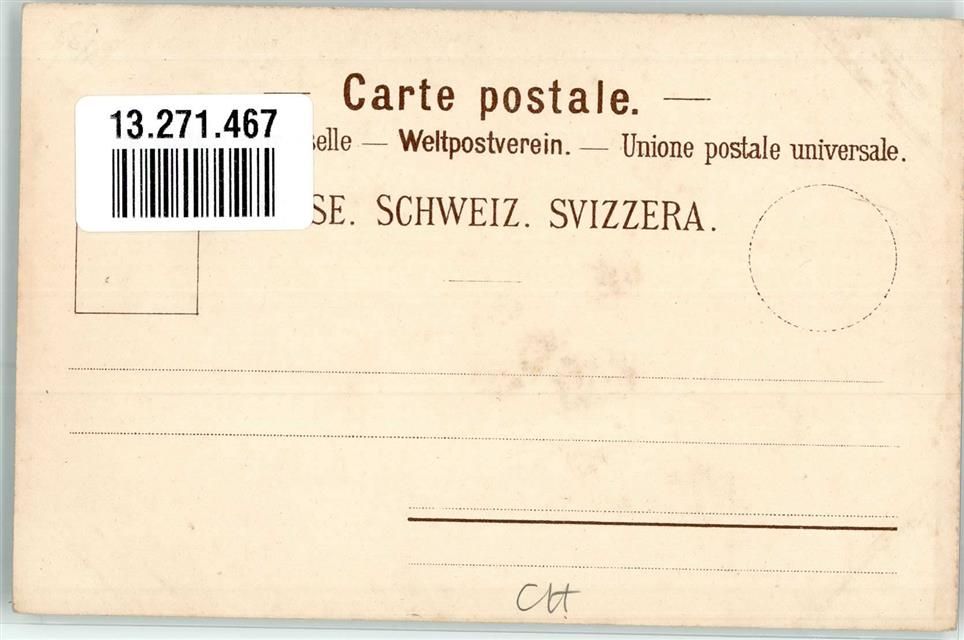 Carte postale.
13.271.467
selle — Weltpostverein. — Unione postale universale.
SE. SCHWEIZ. SVIZZERA.
CH